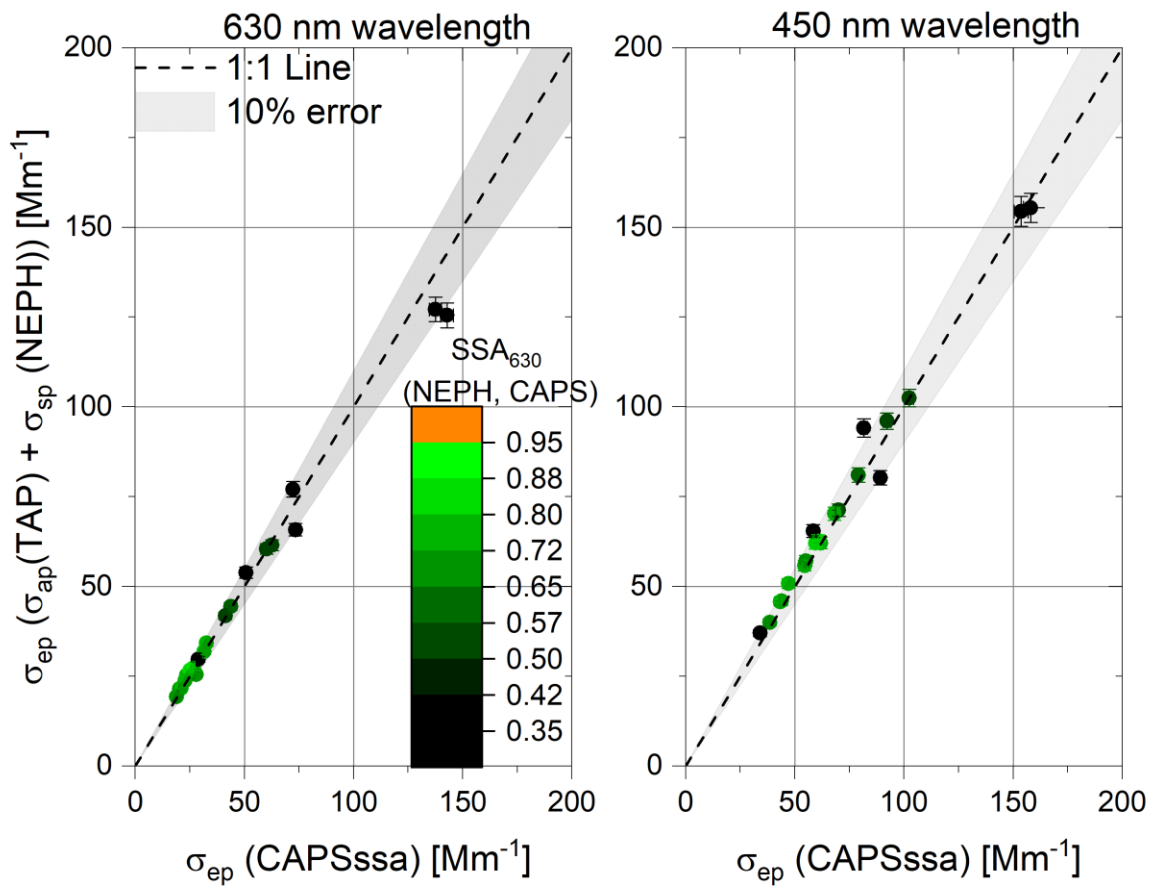 630 nm wavelength
450 nm wavelength
1:1 Line
10% error
σep (σap(TAP) + σsp (NEPH)) [Mm⁻¹]
200
150
100
50
0
0 50 100 150 200
σep (CAPSssa) [Mm⁻¹]
SSA630
(NEPH, CAPS)
0.95
0.88
0.80
0.72
0.65
0.57
0.50
0.42
0.35
200
150
100
50
0
0 50 100 150 200
σep (CAPSssa) [Mm⁻¹]